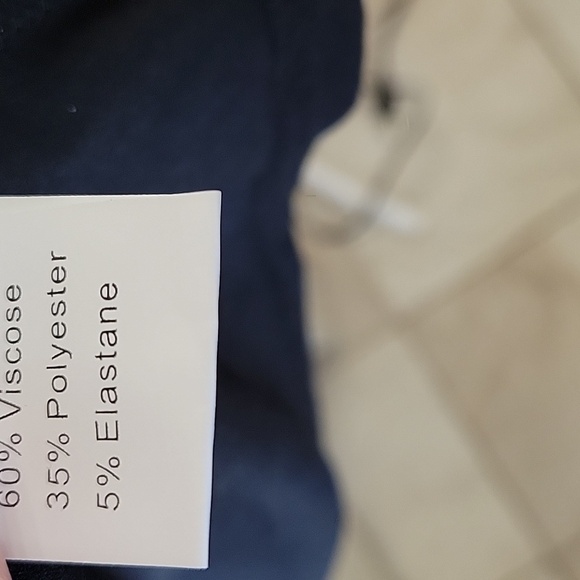 60% Viscose
35% Polyester
5% Elastane